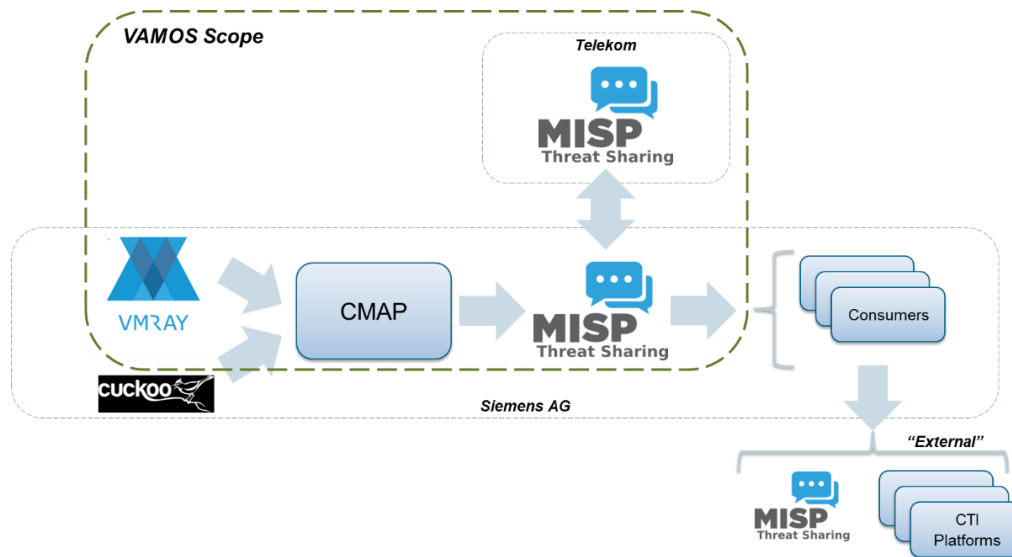 VAMOS Scope
Telekom
MISP
Threat Sharing
VMRAY
CMAP
MISP
Threat Sharing
Consumers
cuckoo
Siemens AG
"External"
MISP
Threat Sharing
CTI
Platforms